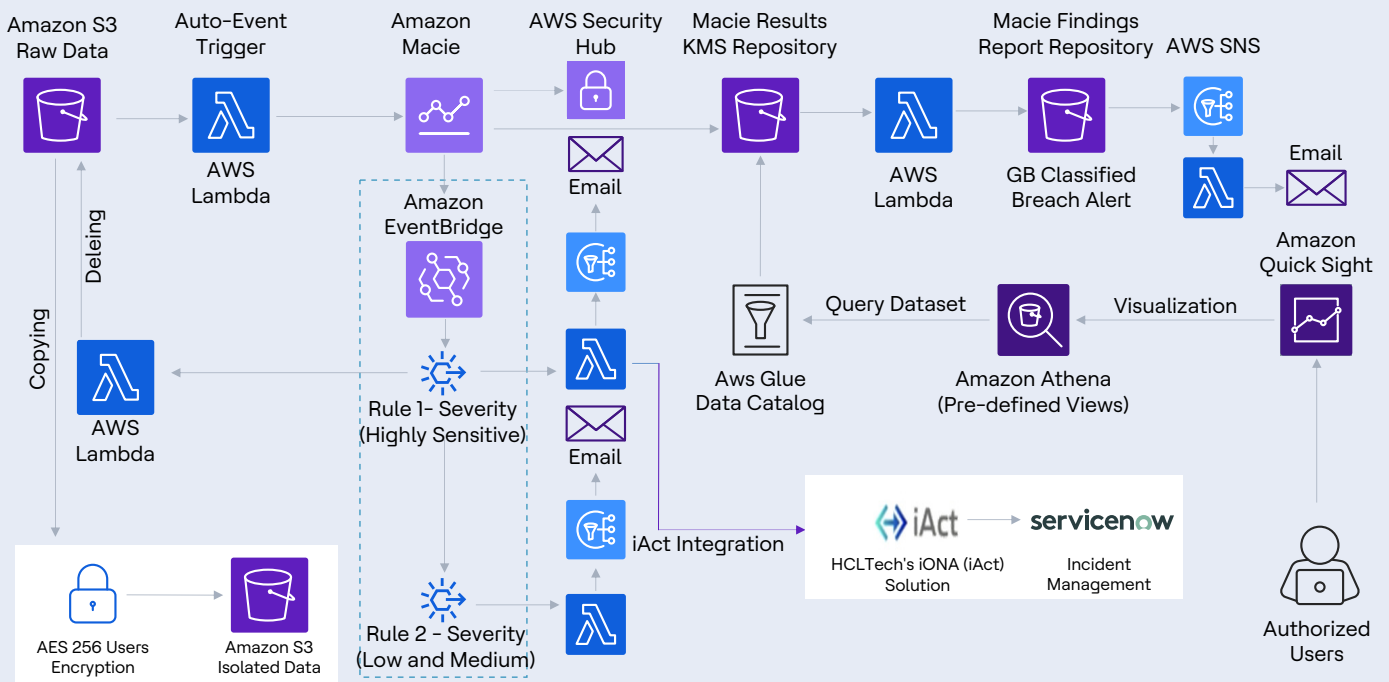 Amazon S3
Raw Data
Auto-Event
Trigger
Amazon
Macie
AWS Security
Hub
Macie Results
KMS Repository
Macie Findings
Report Repository
AWS SNS
AWS
Lambda
Email
AWS
Lambda
GB Classified
Breach Alert
Email
Amazon
EventBridge
Deleing
Copying
Amazon
Quick Sight
Query Dataset
Visualization
Aws Glue
Data Catalog
Amazon Athena
(Pre-defined Views)
AWS
Lambda
Rule 1- Severity
(Highly Sensitive)
Email
iAct Integration
iAct
servicenow
HCLTech's iONA (iAct)
Solution
Incident
Management
Rule 2 - Severity
(Low and Medium)
AES 256 Users
Encryption
Amazon S3
Isolated Data
Authorized
Users